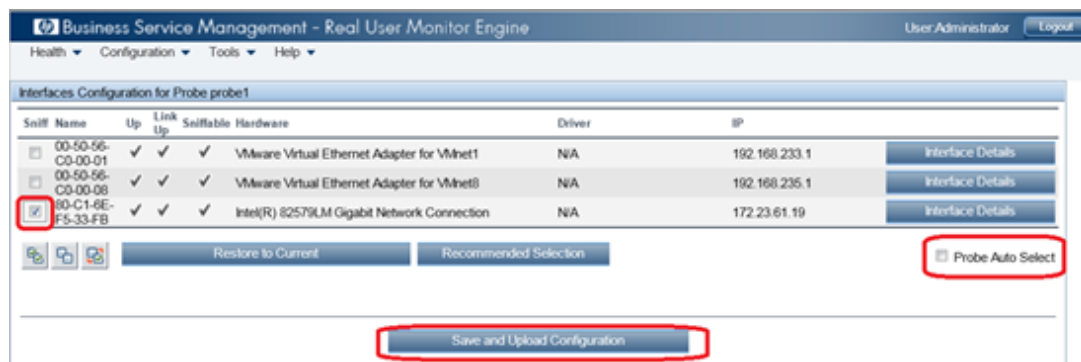 hp Business Service Management - Real User Monitor Engine User:Administrator Logout
Health Configuration Tools Help
Interfaces Configuration for Probe probe1
Sniff Name Up Link Up Sniffable Hardware Driver IP
00-50-56-C0-00-01 VMware Virtual Ethernet Adapter for VMnet1 N/A 192.168.233.1 Interface Details
00-50-56-C0-00-08 VMware Virtual Ethernet Adapter for VMnet8 N/A 192.168.235.1 Interface Details
80-C1-6E-F5-33-FB Intel(R) 82579LM Gigabit Network Connection N/A 172.23.61.19 Interface Details
Restore to Current Recommended Selection Probe Auto Select
Save and Upload Configuration